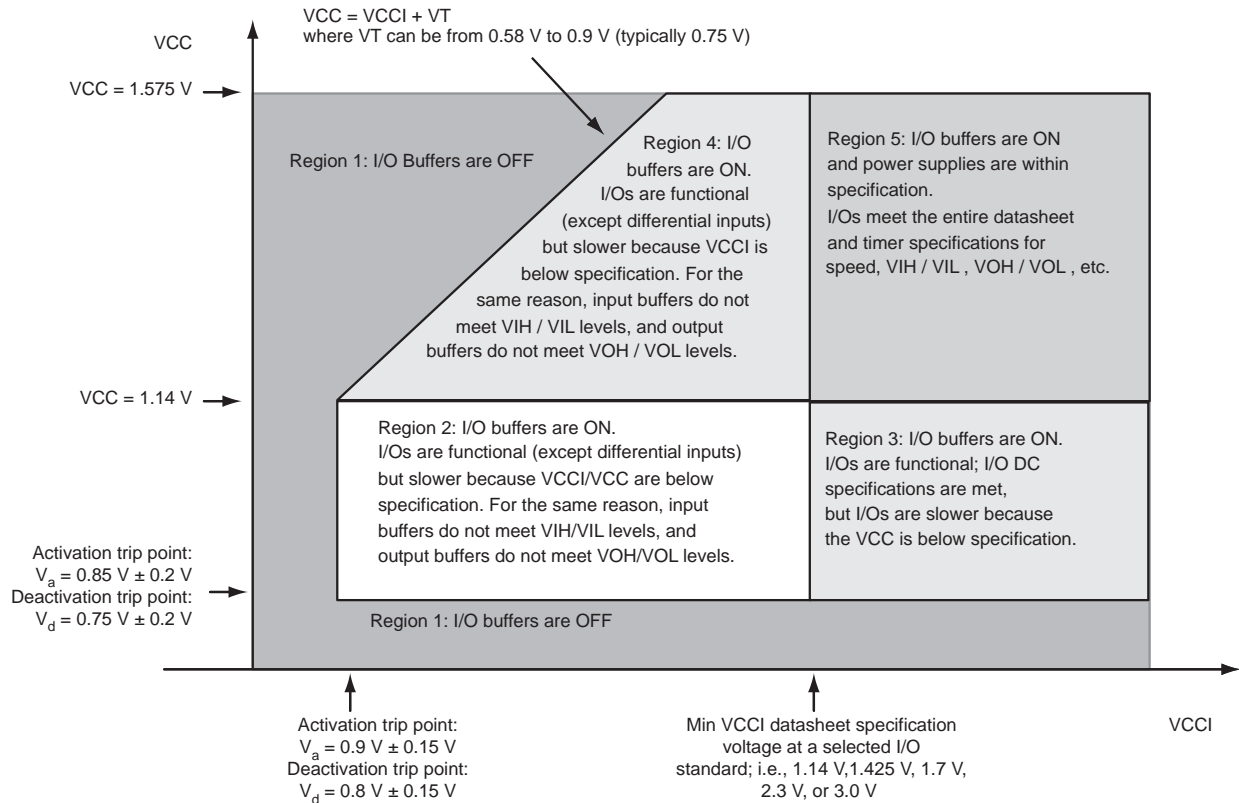 VCC = VCCI + VT
where VT can be from 0.58 V to 0.9 V (typically 0.75 V)
VCC
VCC = 1.575 V
Region 1: I/O Buffers are OFF
Region 4: I/O
buffers are ON.
I/Os are functional
(except differential inputs)
but slower because VCCI is
below specification. For the
same reason, input buffers do not
meet VIH / VIL levels, and output
buffers do not meet VOH / VOL levels.
Region 5: I/O buffers are ON
and power supplies are within
specification.
I/Os meet the entire datasheet
and timer specifications for
speed, VIH / VIL , VOH / VOL , etc.
VCC = 1.14 V
Region 2: I/O buffers are ON.
I/Os are functional (except differential inputs)
but slower because VCCI/VCC are below
specification. For the same reason, input
buffers do not meet VIH/VIL levels, and
output buffers do not meet VOH/VOL levels.
Region 3: I/O buffers are ON.
I/Os are functional; I/O DC
specifications are met,
but I/Os are slower because
the VCC is below specification.
Activation trip point:
Va = 0.85 V ± 0.2 V
Deactivation trip point:
Vd = 0.75 V ± 0.2 V
Region 1: I/O buffers are OFF
Activation trip point:
Va = 0.9 V ± 0.15 V
Deactivation trip point:
Vd = 0.8 V ± 0.15 V
Min VCCI datasheet specification
voltage at a selected I/O
standard; i.e., 1.14 V,1.425 V, 1.7 V,
2.3 V, or 3.0 V
VCCI